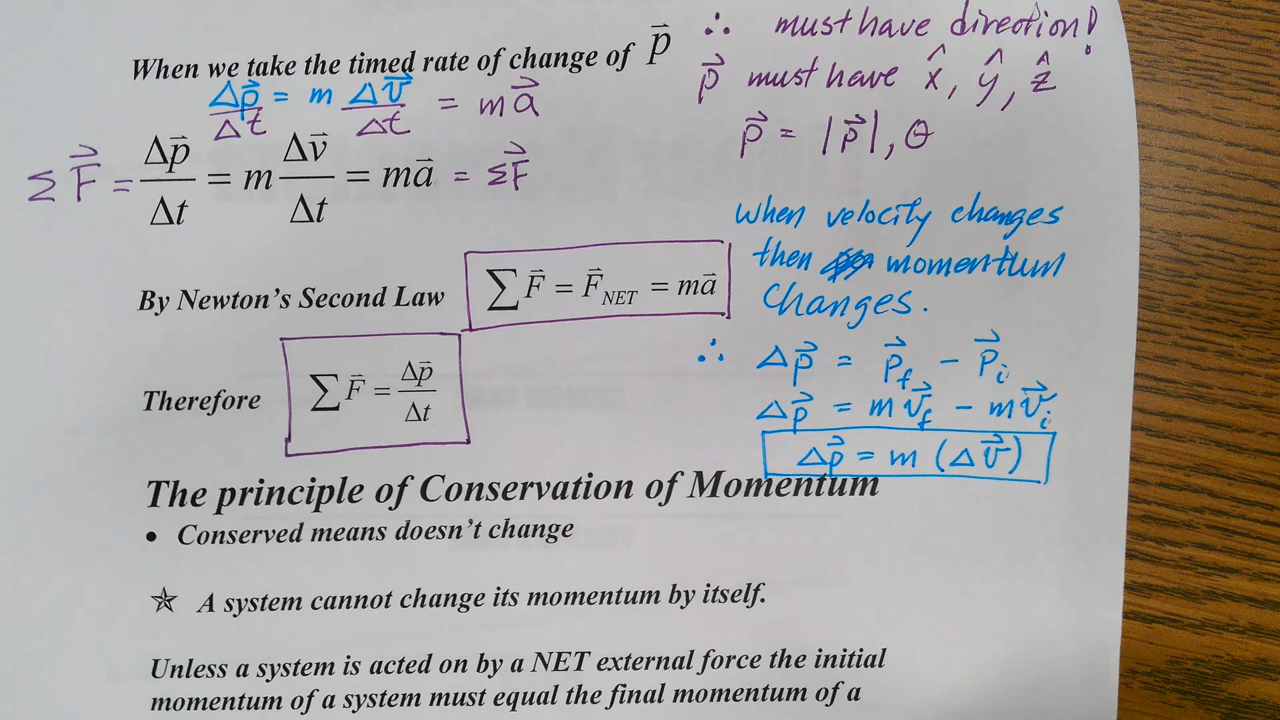 When we take the timed rate of change of p⃗
∴ must have direction!
p⃗ must have x̂, ŷ, ẑ
p⃗ = |p⃗|, θ
Δp⃗/Δt = m Δv⃗/Δt = ma⃗
ΣF⃗ = Δp⃗/Δt = m Δv⃗/Δt = ma⃗ = ΣF⃗
when velocity changes
then momentum
changes.
By Newton's Second Law ∑F⃗ = F⃗NET = ma⃗
∴ Δp⃗ = p⃗f − p⃗i
Δp⃗ = mv⃗f − mv⃗i
Δp⃗ = m (Δv⃗)
Therefore ∑F⃗ = Δp⃗/Δt
The principle of Conservation of Momentum
• Conserved means doesn't change
☆ A system cannot change its momentum by itself.
Unless a system is acted on by a NET external force the initial
momentum of a system must equal the final momentum of a